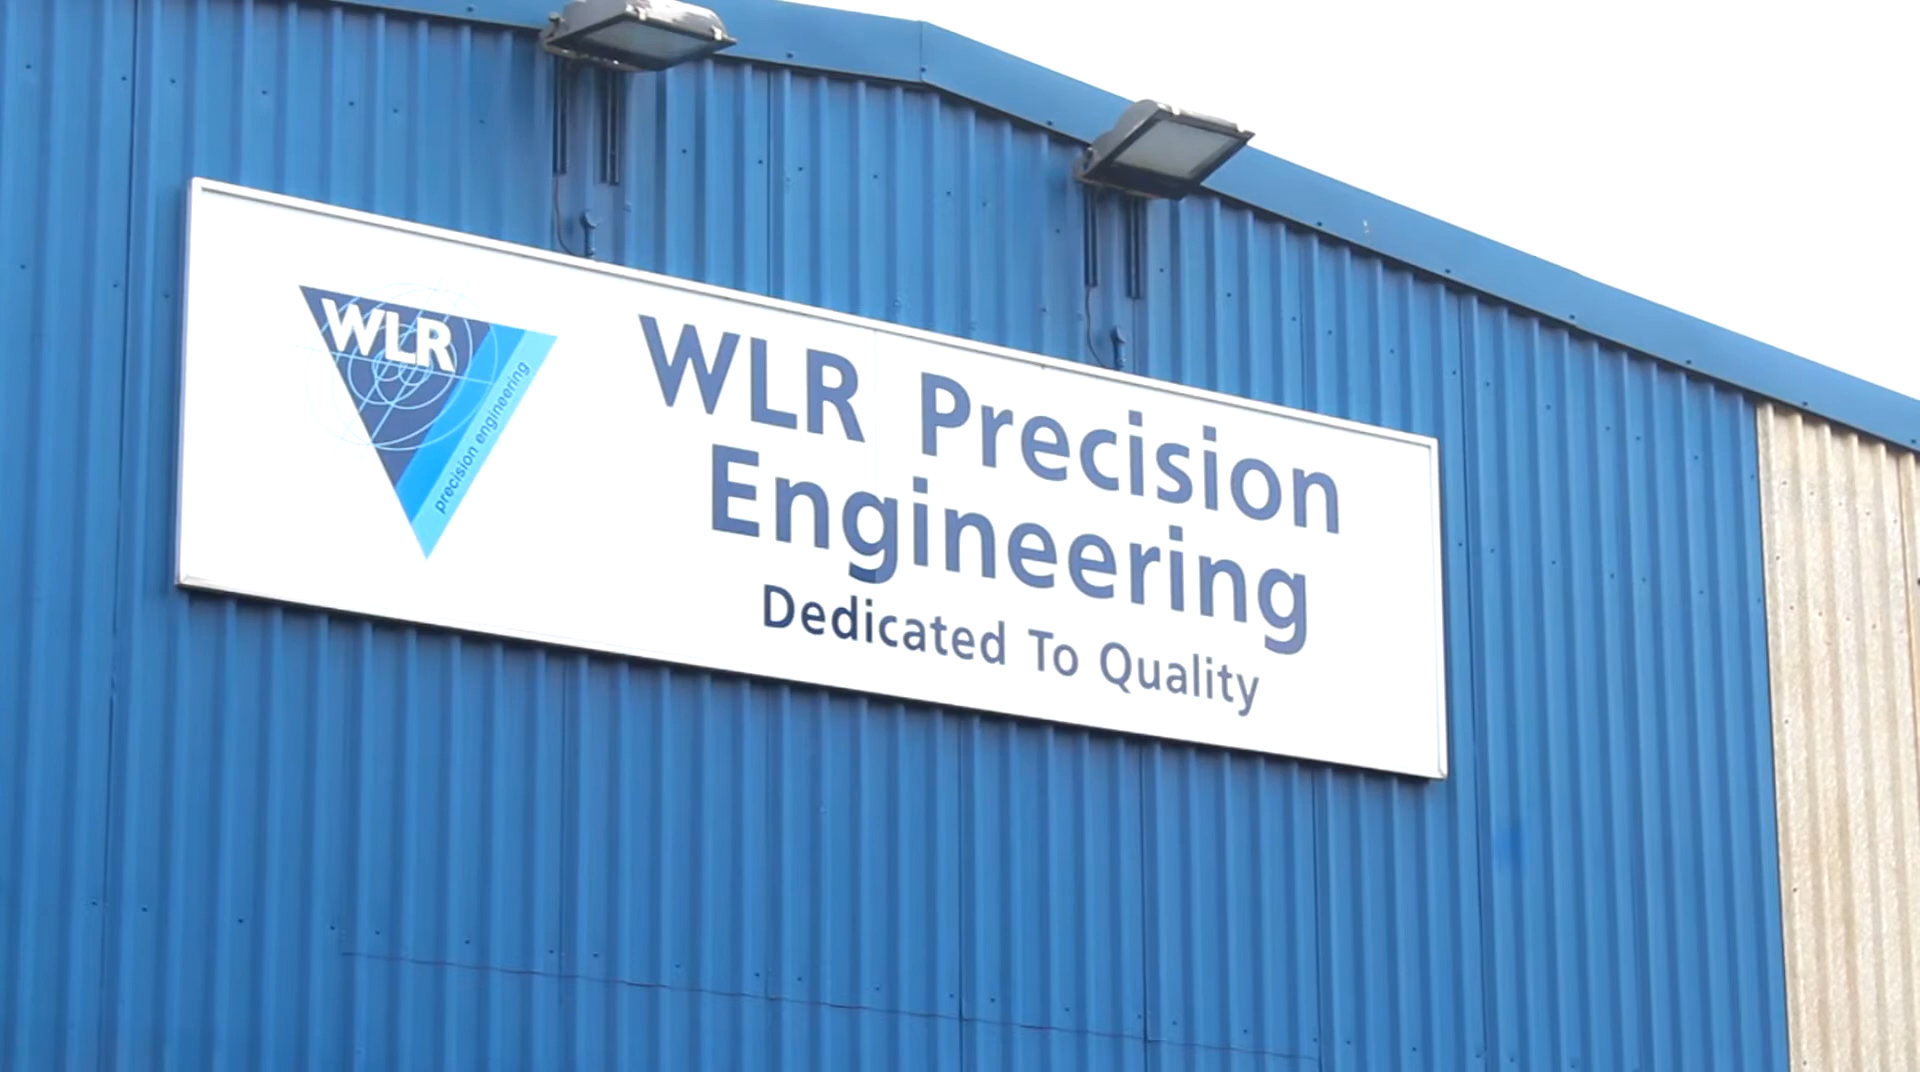 WLR
precision engineering
WLR Precision
Engineering
Dedicated To Quality